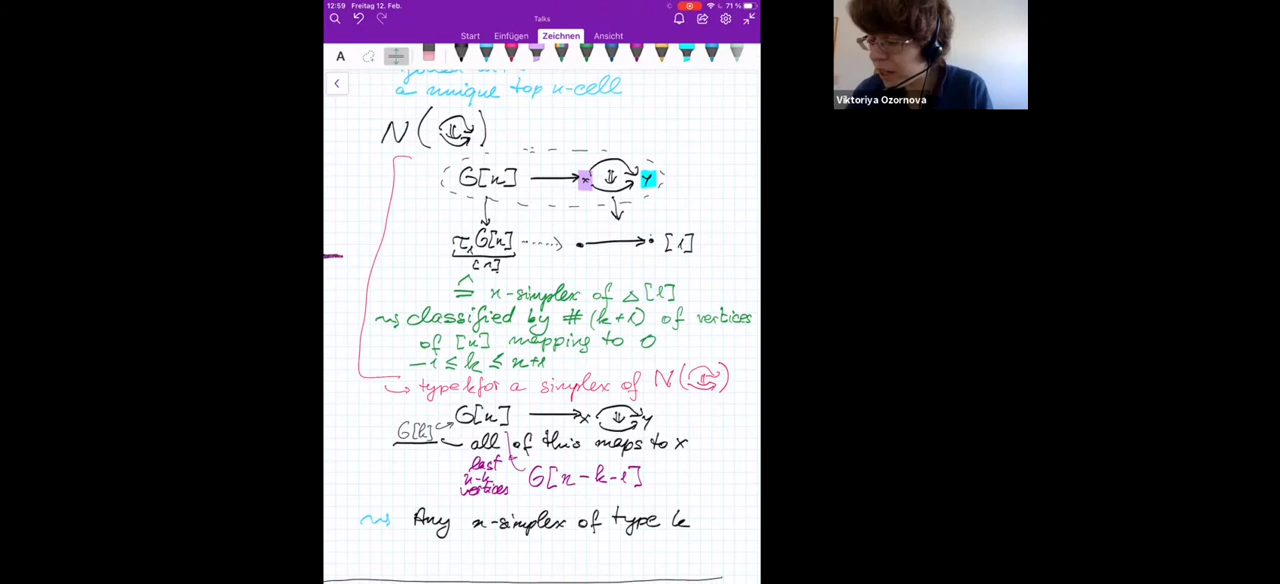 12:59 Freitag 12. Feb. 71 %
Talks
Start Einfügen Zeichnen Ansicht
A
a unique top n-cell
N( ⇓ )
G[n] → x ⇓ y
τ₁G[n] ⇢ • → • [1]
[n]
≙ n-simplex of Δ[1]
⇝ classified by # (k+1) of vertices
of [n] mapping to 0
-1 ≤ k ≤ n+1
↪ type k for a simplex of N( ⇓ )
G[n] → x ⇓ y
G[k] all of this maps to x
last
n-k
vertices
G[n-k-1]
⇝ Any n-simplex of type k
Viktoriya Ozornova